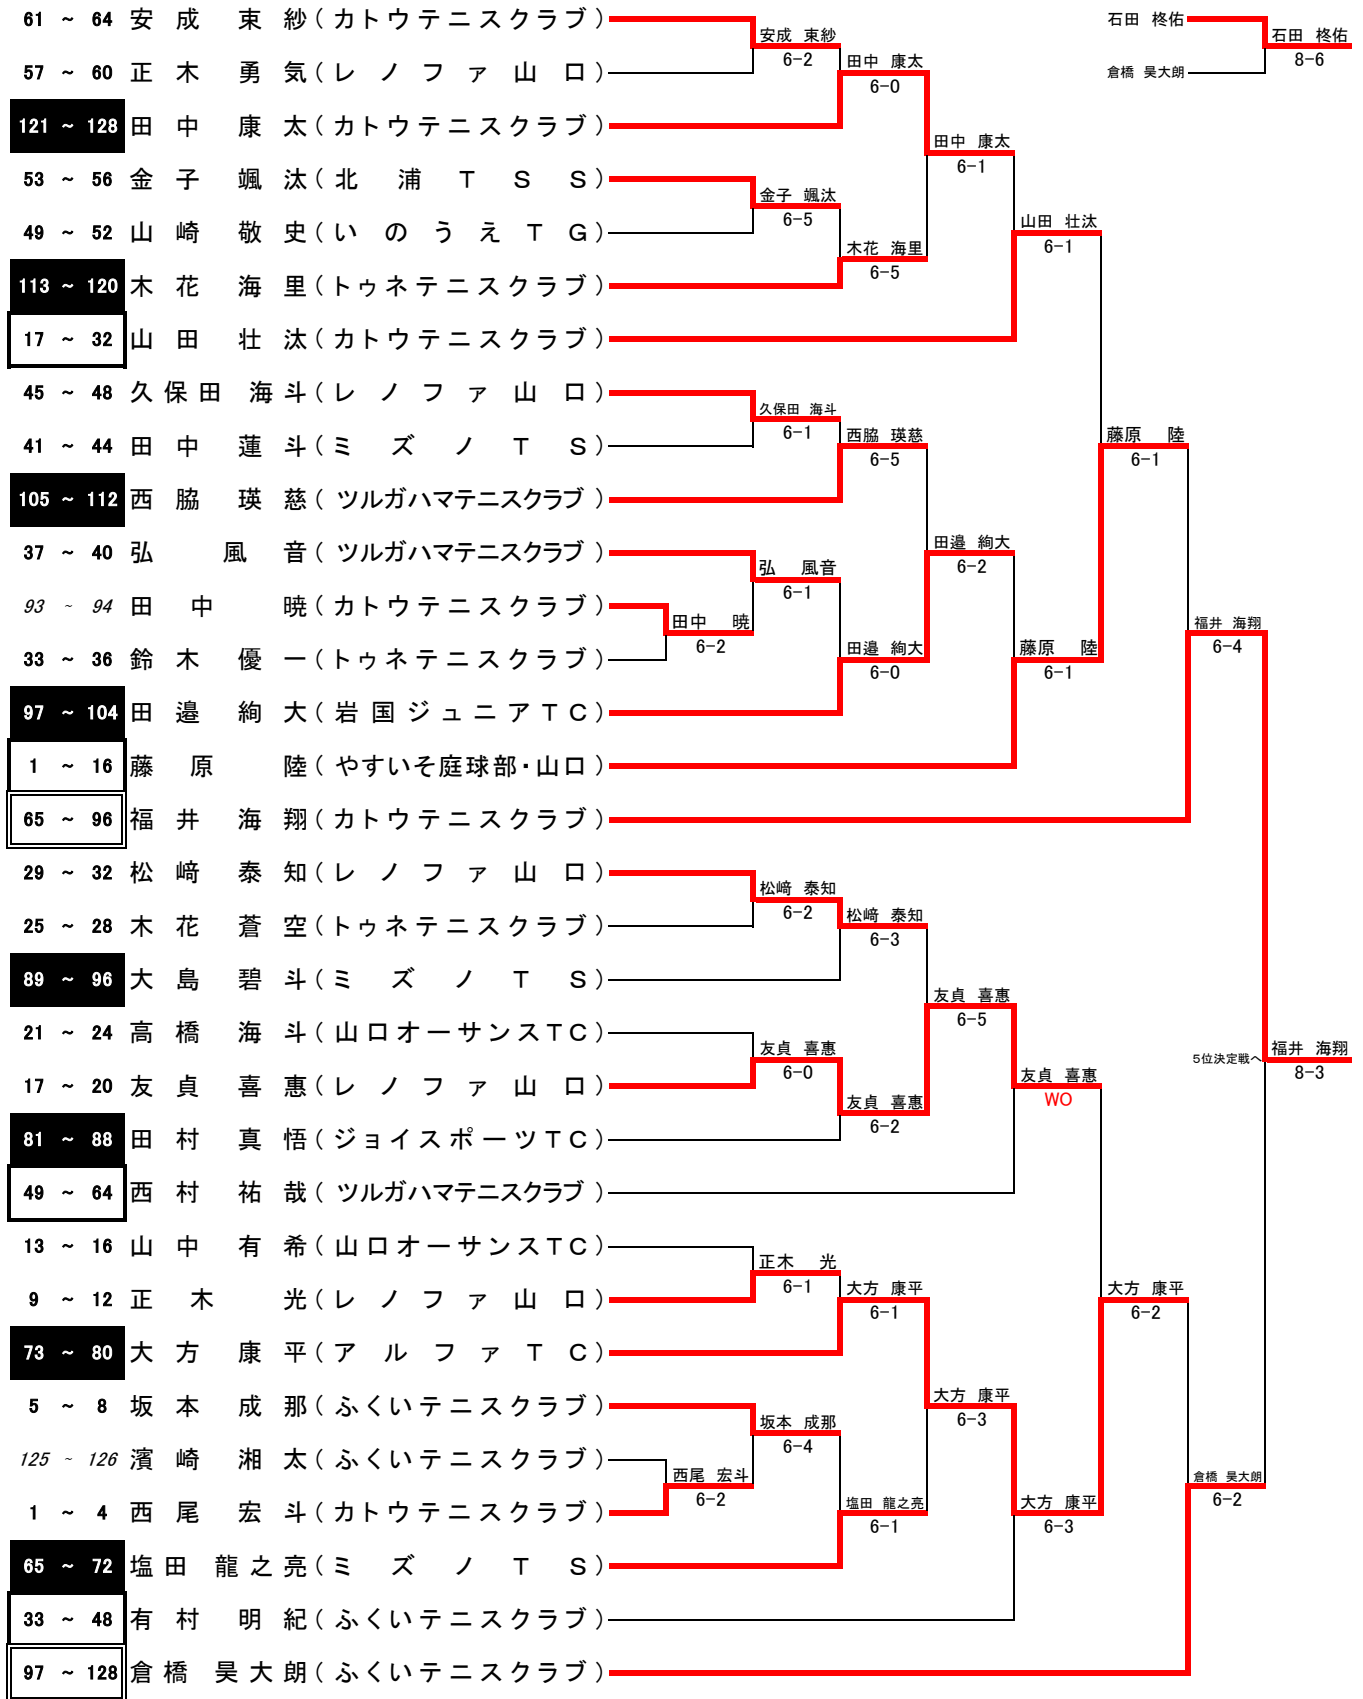 61 ~ 64 安成 東紗(カトウテニスクラブ)
57 ~ 60 正木 勇気(レノファ山口)
121 ~ 128 田中 康太(カトウテニスクラブ)
53 ~ 56 金子 颯汰(北浦TSS)
49 ~ 52 山崎 敬史(いのうえTG)
113 ~ 120 木花 海里(トゥネテニスクラブ)
17 ~ 32 山田 壮汰(カトウテニスクラブ)
45 ~ 48 久保田 海斗(レノファ山口)
41 ~ 44 田中 蓮斗(ミズノTS)
105 ~ 112 西脇 瑛慈(ツルガハマテニスクラブ)
37 ~ 40 弘 風音(ツルガハマテニスクラブ)
93 ~ 94 田中 暁(カトウテニスクラブ)
33 ~ 36 鈴木 優一(トゥネテニスクラブ)
97 ~ 104 田邉 絢大(岩国ジュニアTC)
1 ~ 16 藤原 陸(やすいそ庭球部・山口)
65 ~ 96 福井 海翔(カトウテニスクラブ)
29 ~ 32 松﨑 泰知(レノファ山口)
25 ~ 28 木花 蒼空(トゥネテニスクラブ)
89 ~ 96 大島 碧斗(ミズノTS)
21 ~ 24 高橋 海斗(山口オーサンスTC)
17 ~ 20 友貞 喜惠(レノファ山口)
81 ~ 88 田村 真悟(ジョイスポーツTC)
49 ~ 64 西村 祐哉(ツルガハマテニスクラブ)
13 ~ 16 山中 有希(山口オーサンスTC)
9 ~ 12 正木 光(レノファ山口)
73 ~ 80 大方 康平(アルファTC)
5 ~ 8 坂本 成那(ふくいテニスクラブ)
125 ~ 126 濱崎 湘太(ふくいテニスクラブ)
1 ~ 4 西尾 宏斗(カトウテニスクラブ)
65 ~ 72 塩田 龍之亮(ミズノTS)
33 ~ 48 有村 明紀(ふくいテニスクラブ)
97 ~ 128 倉橋 昊大朗(ふくいテニスクラブ)
田中 暁
6-2
西尾 宏斗
6-2
安成 東紗
6-2
金子 颯汰
6-5
久保田 海斗
6-1
弘 風音
6-1
松﨑 泰知
6-2
友貞 喜惠
6-0
正木 光
6-1
坂本 成那
6-4
田中 康太
6-0
木花 海里
6-5
西脇 瑛慈
6-5
田邉 絢大
6-0
松﨑 泰知
6-3
友貞 喜惠
6-2
大方 康平
6-1
塩田 龍之亮
6-1
田中 康太
6-1
田邉 絢大
6-2
友貞 喜惠
6-5
大方 康平
6-3
山田 壮汰
6-1
藤原 陸
6-1
友貞 喜惠
WO
大方 康平
6-3
藤原 陸
6-1
大方 康平
6-2
福井 海翔
6-4
倉橋 昊大朗
6-2
5位決定戦へ
福井 海翔
8-3
石田 柊佑
倉橋 昊大朗
石田 柊佑
8-6